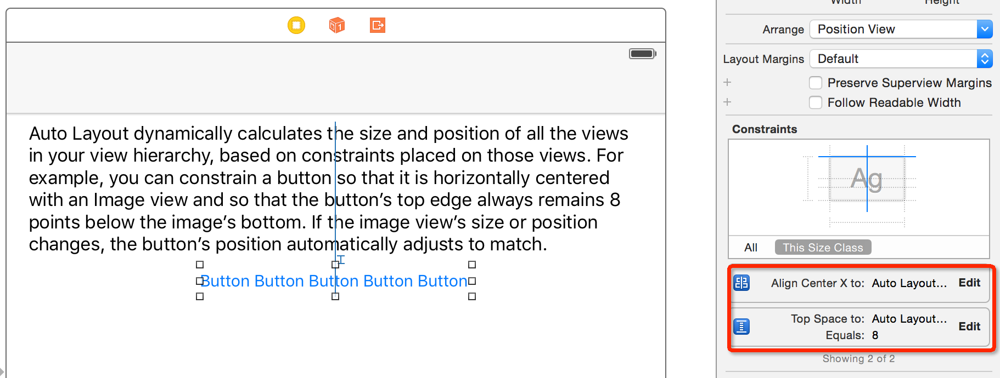 Width Height
Arrange Position View
Layout Margins Default
Preserve Superview Margins
Follow Readable Width
Constraints
Ag
All This Size Class
Align Center X to: Auto Layout... Edit
Top Space to: Auto Layout...
Equals: 8 Edit
Showing 2 of 2
1
Auto Layout dynamically calculates the size and position of all the views
in your view hierarchy, based on constraints placed on those views. For
example, you can constrain a button so that it is horizontally centered
with an Image view and so that the button’s top edge always remains 8
points below the image’s bottom. If the image view’s size or position
changes, the button’s position automatically adjusts to match.
Button Button Button Button Button